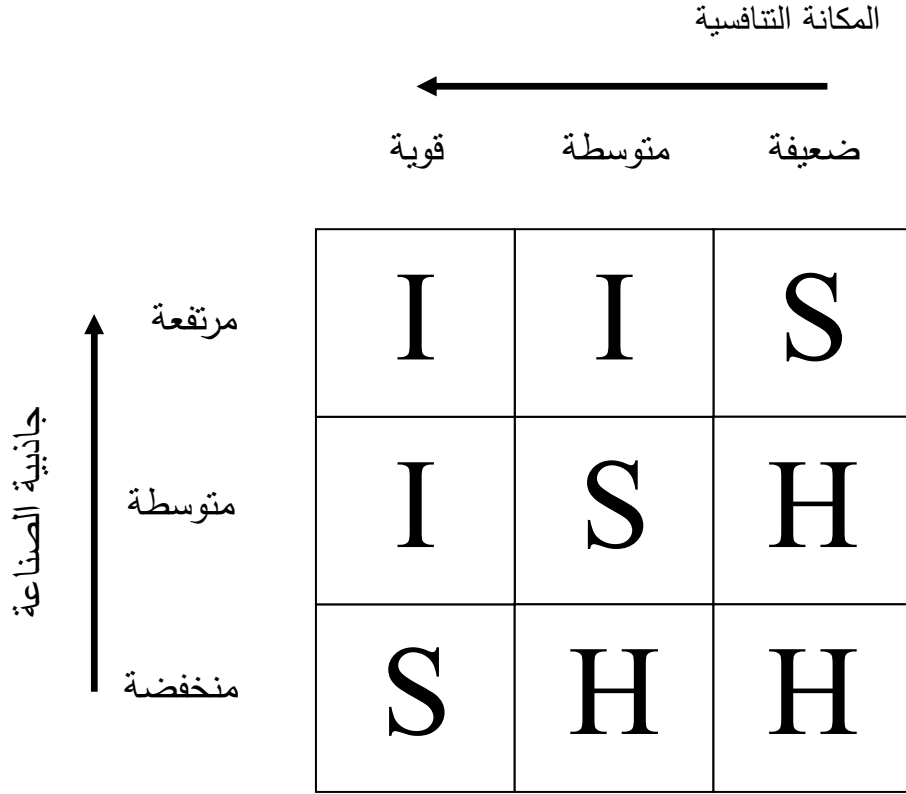 المكانة التنافسية
ضعيفة متوسطة قوية
مرتفعة
I I S
جاذبية الصناعة
متوسطة
I S H
منخفضة
S H H